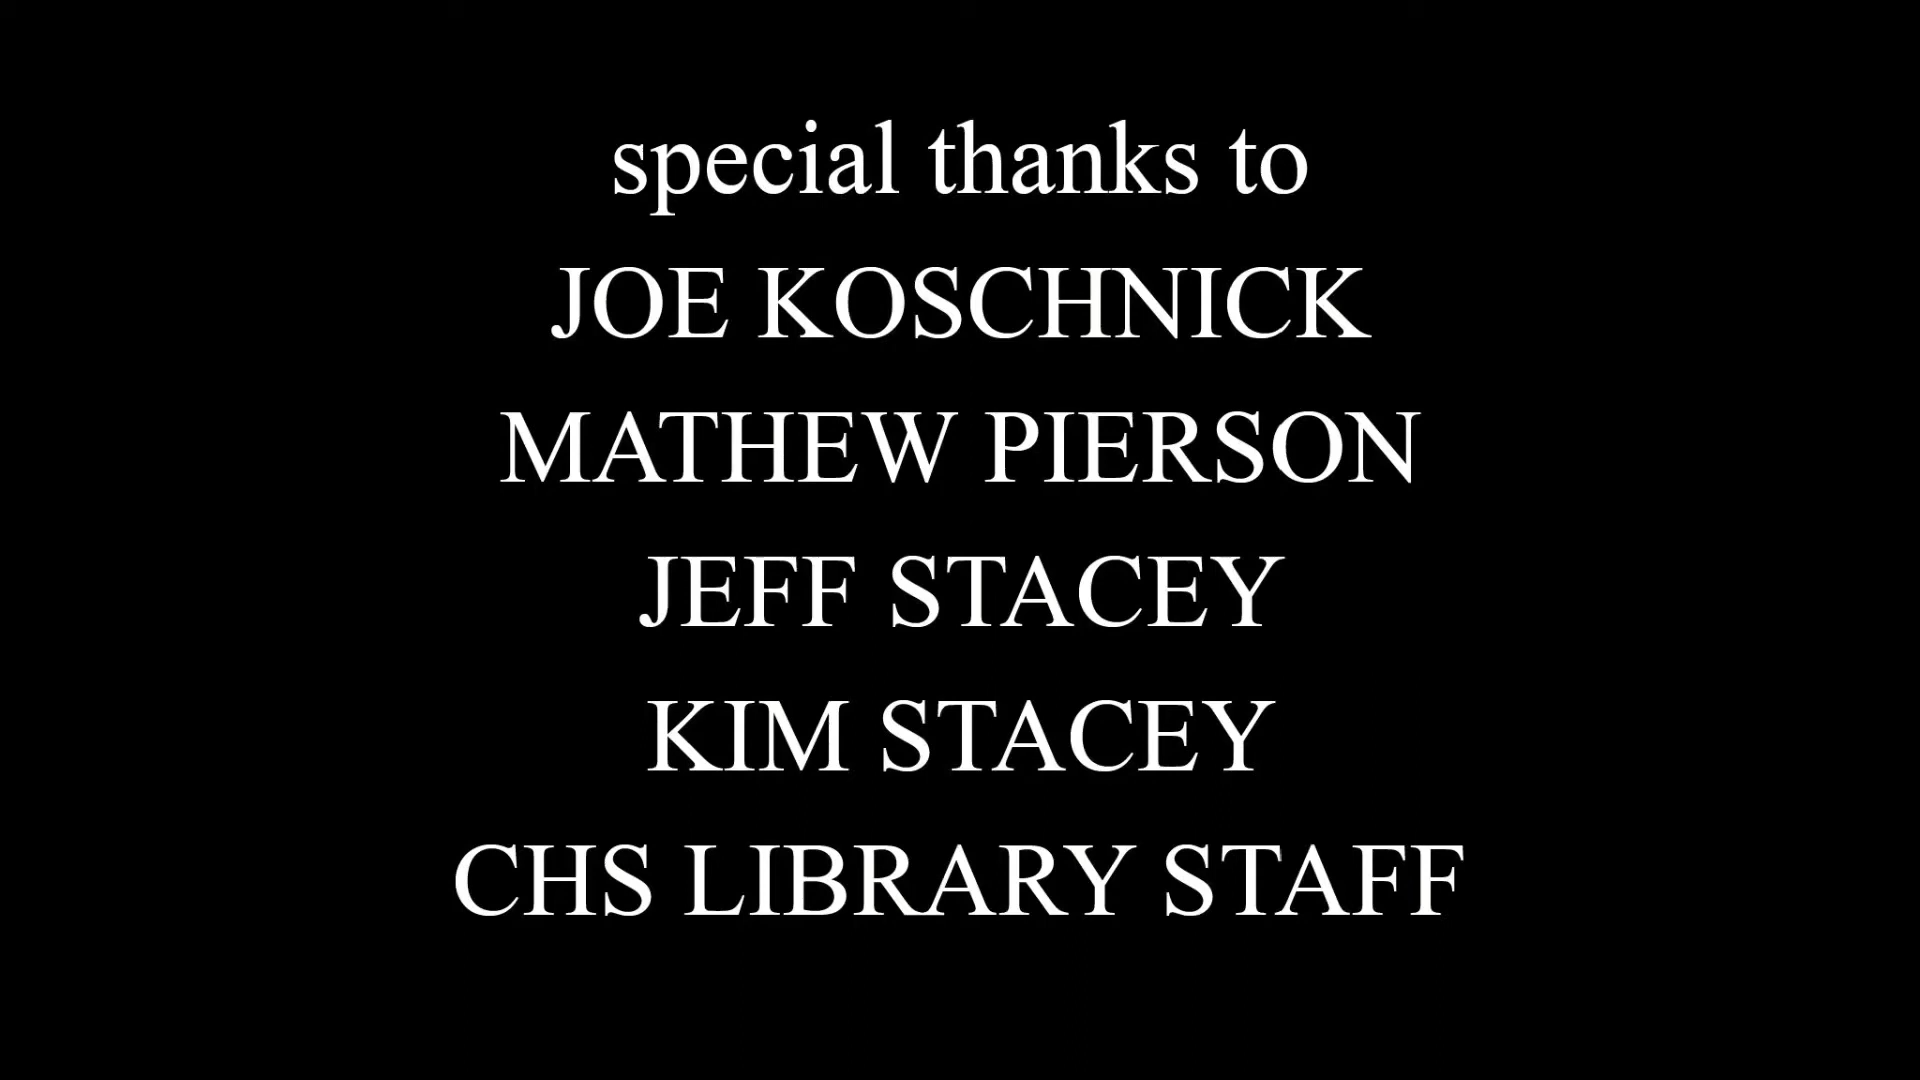 special thanks to
JOE KOSCHNICK
MATHEW PIERSON
JEFF STACEY
KIM STACEY
CHS LIBRARY STAFF